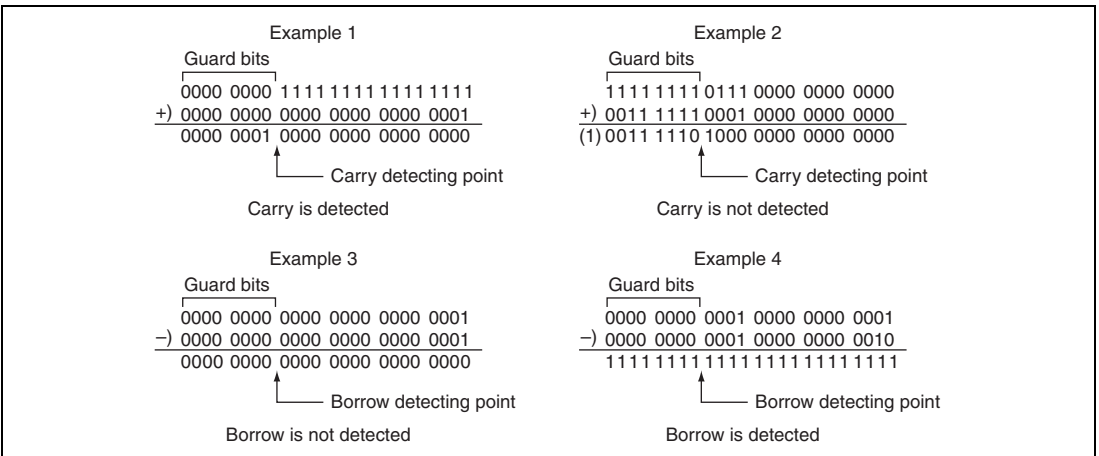 Example 1
Guard bits
0000 0000 1111 1111 1111 1111
+) 0000 0000 0000 0000 0000 0001
0000 0001 0000 0000 0000 0000
Carry detecting point
Carry is detected
Example 2
Guard bits
1111 1111 0111 0000 0000 0000
+) 0011 1111 0001 0000 0000 0000
(1) 0011 1110 1000 0000 0000 0000
Carry detecting point
Carry is not detected
Example 3
Guard bits
0000 0000 0000 0000 0000 0001
–) 0000 0000 0000 0000 0000 0001
0000 0000 0000 0000 0000 0000
Borrow detecting point
Borrow is not detected
Example 4
Guard bits
0000 0000 0001 0000 0000 0001
–) 0000 0000 0001 0000 0000 0010
1111 1111 1111 1111 1111 1111
Borrow detecting point
Borrow is detected